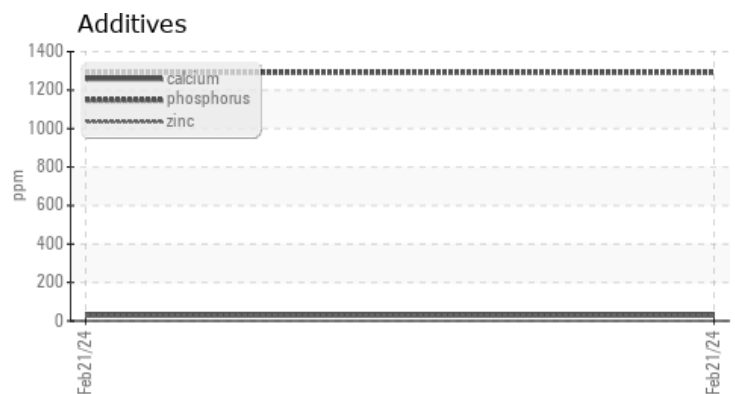 Additives
1400
1200
1000
800
600
400
200
0
ppm
calcium
phosphorus
zinc
Feb21/24
Feb21/24